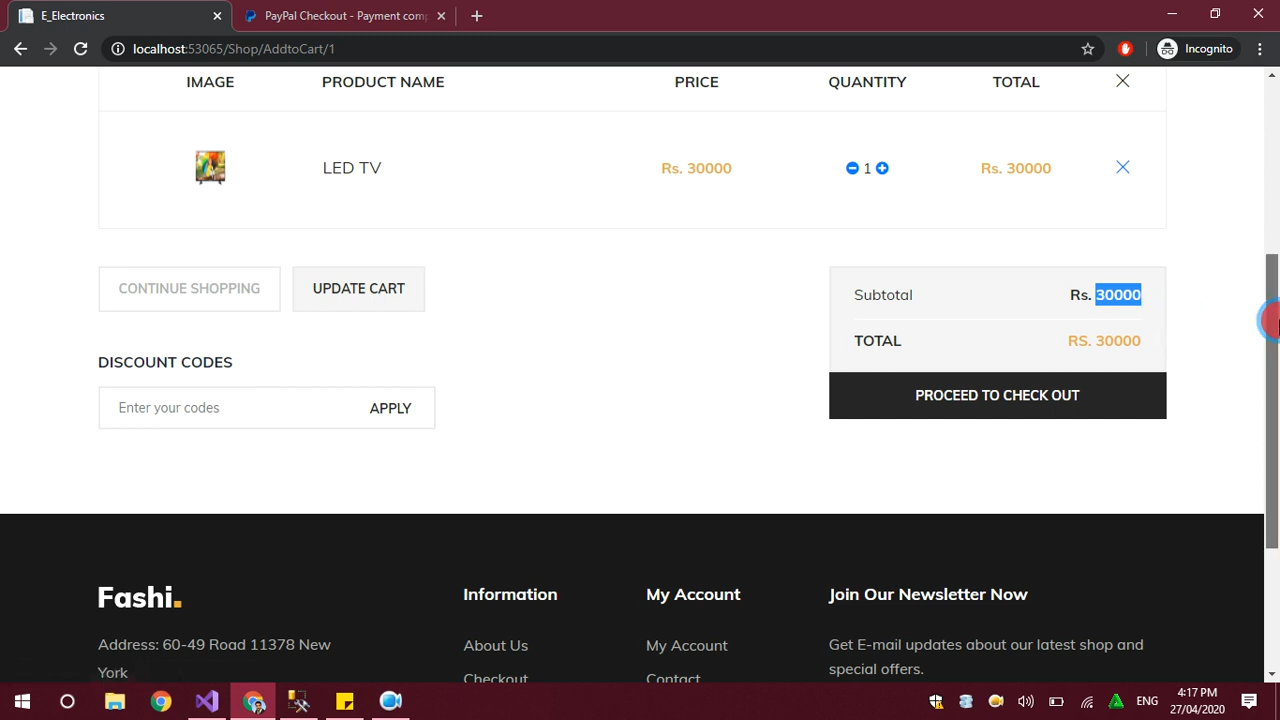 E_Electronics
PayPal Checkout - Payment comp
localhost:53065/Shop/AddtoCart/1
Incognito
IMAGE PRODUCT NAME PRICE QUANTITY TOTAL
LED TV Rs. 30000 1 Rs. 30000
CONTINUE SHOPPING UPDATE CART
Subtotal Rs. 30000
TOTAL RS. 30000
PROCEED TO CHECK OUT
DISCOUNT CODES
Enter your codes APPLY
Fashi.
Address: 60-49 Road 11378 New
York
Information
About Us
Checkout
My Account
My Account
Contact
Join Our Newsletter Now
Get E-mail updates about our latest shop and
special offers.
ENG
4:17 PM
27/04/2020